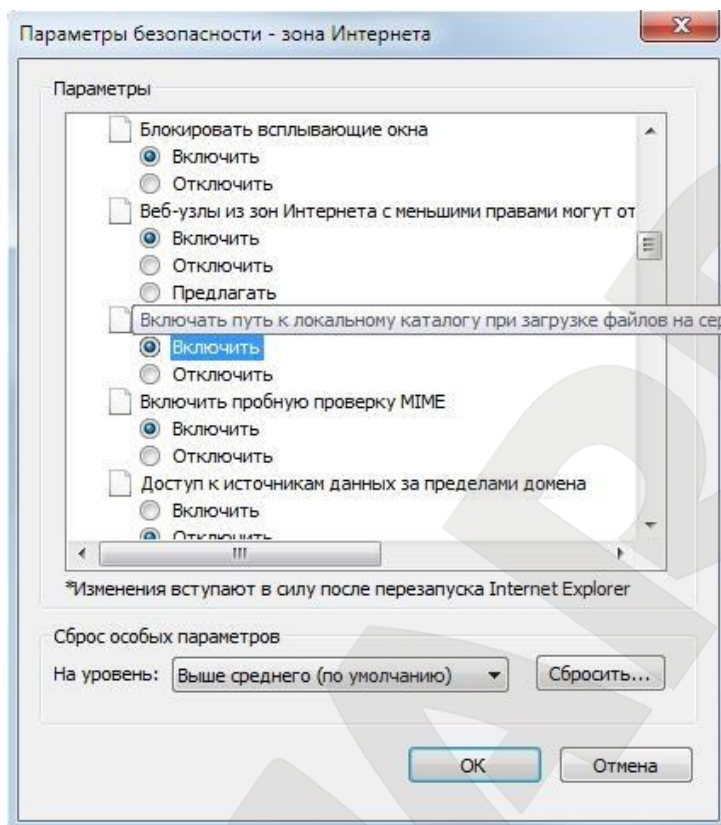 Параметры безопасности - зона Интернета
Параметры
Блокировать всплывающие окна
Включить
Отключить
Веб-узлы из зон Интернета с меньшими правами могут от
Включить
Отключить
Предлагать
Включать путь к локальному каталогу при загрузке файлов на сер
Включить
Отключить
Включить пробную проверку MIME
Включить
Отключить
Доступ к источникам данных за пределами домена
Включить
Отключить
*Изменения вступают в силу после перезапуска Internet Explorer
Сброс особых параметров
На уровень: Выше среднего (по умолчанию) Сбросить...
ОК Отмена